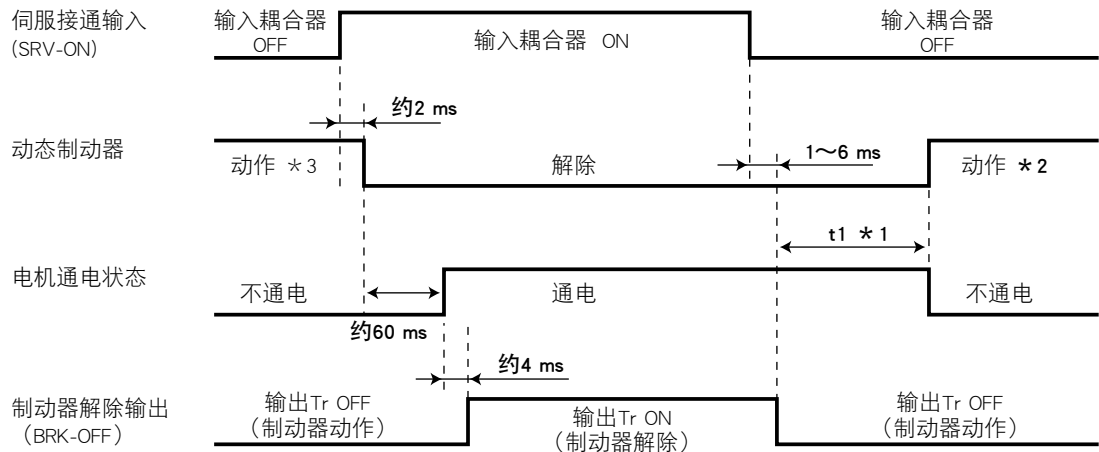 伺服接通输入
(SRV-ON)
输入耦合器
OFF
输入耦合器 ON
输入耦合器
OFF
约2 ms
动态制动器
动作 *3
解除
1～6 ms
动作 *2
t1 *1
电机通电状态
不通电
通电
不通电
约60 ms
约4 ms
制动器解除输出
（BRK-OFF）
输出Tr OFF
（制动器动作）
输出Tr ON
（制动器解除）
输出Tr OFF
（制动器动作）